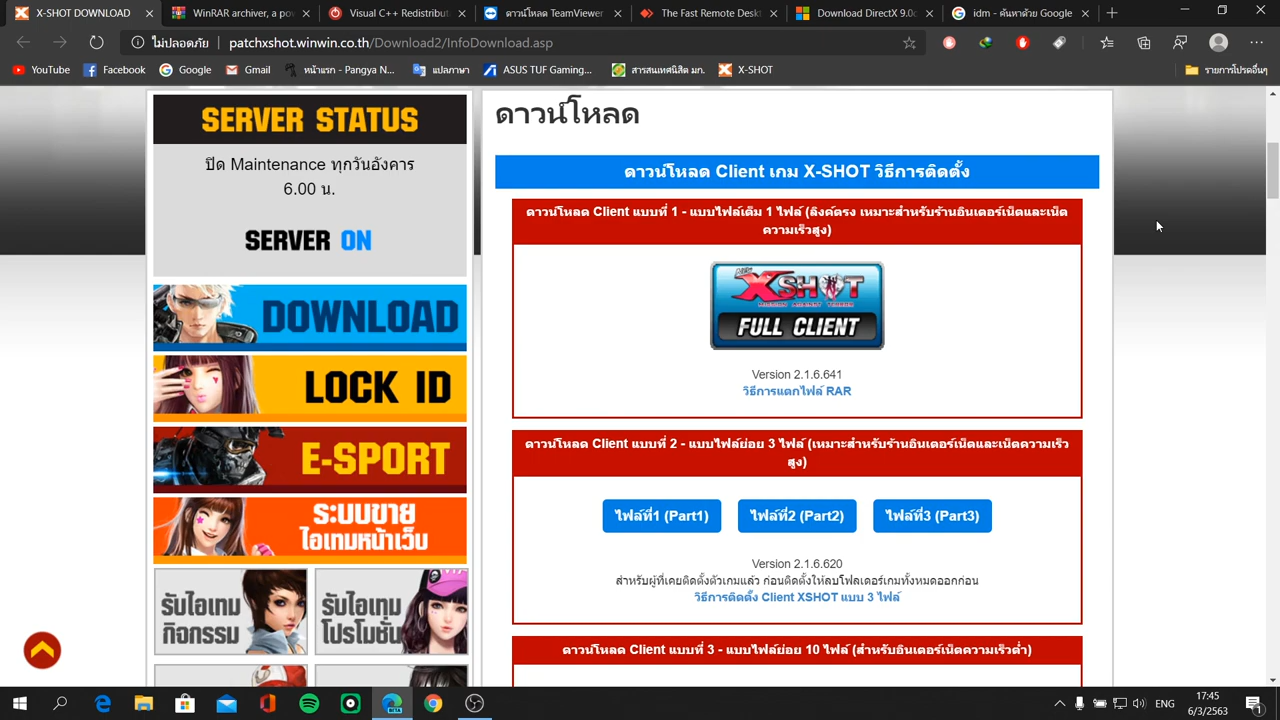 X-SHOT DOWNLOAD
WinRAR archiver
(2) Visual C++ Redistribut
ดาวน์โหลด TeamViewer
The Fast Remote Desk
Download DirectX 9.0c
idm - ค้นหาด้วย Google
ไม่ปลอดภัย
patchxshot.winwin.co.th/Download2/InfoDownload.asp
YouTube
Facebook
Google
Gmail
หน้าแรก - Pangya N...
แปลภาษา
ASUS TUF Gaming...
สารสนเทศนิสิต มก.
X-SHOT
รายการโปรดอื่นๆ
SERVER STATUS
ปิด Maintenance ทุกวันอังคาร
6.00 น.
SERVER ON
DOWNLOAD
LOCK ID
E-SPORT
ระบบขาย
ไอเทมหน้าเว็บ
รับไอเทม
กิจกรรม
รับไอเทม
โปรโมชั่น
ดาวน์โหลด
ดาวน์โหลด Client เกม X-SHOT วิธีการติดตั้ง
ดาวน์โหลด Client แบบที่ 1 - แบบไฟล์เต็ม 1 ไฟล์ (ลิงค์ตรง เหมาะสำหรับร้านอินเตอร์เน็ตและเน็ต
ความเร็วสูง)
NEW
XSHOT
MISSION AGAINST TERROR
FULL CLIENT
Version 2.1.6.641
วิธีการแตกไฟล์ RAR
ดาวน์โหลด Client แบบที่ 2 - แบบไฟล์ย่อย 3 ไฟล์ (เหมาะสำหรับร้านอินเตอร์เน็ตและเน็ตความเร็ว
สูง)
ไฟล์ที่1 (Part1)
ไฟล์ที่2 (Part2)
ไฟล์ที่3 (Part3)
Version 2.1.6.620
สำหรับผู้ที่เคยติดตั้งตัวเกมแล้ว ก่อนติดตั้งให้ลบโฟลเดอร์เกมทั้งหมดออกก่อน
วิธีการติดตั้ง Client XSHOT แบบ 3 ไฟล์
ดาวน์โหลด Client แบบที่ 3 - แบบไฟล์ย่อย 10 ไฟล์ (สำหรับอินเตอร์เน็ตความเร็วต่ำ)
BETA
ENG
17:45
6/3/2563
1